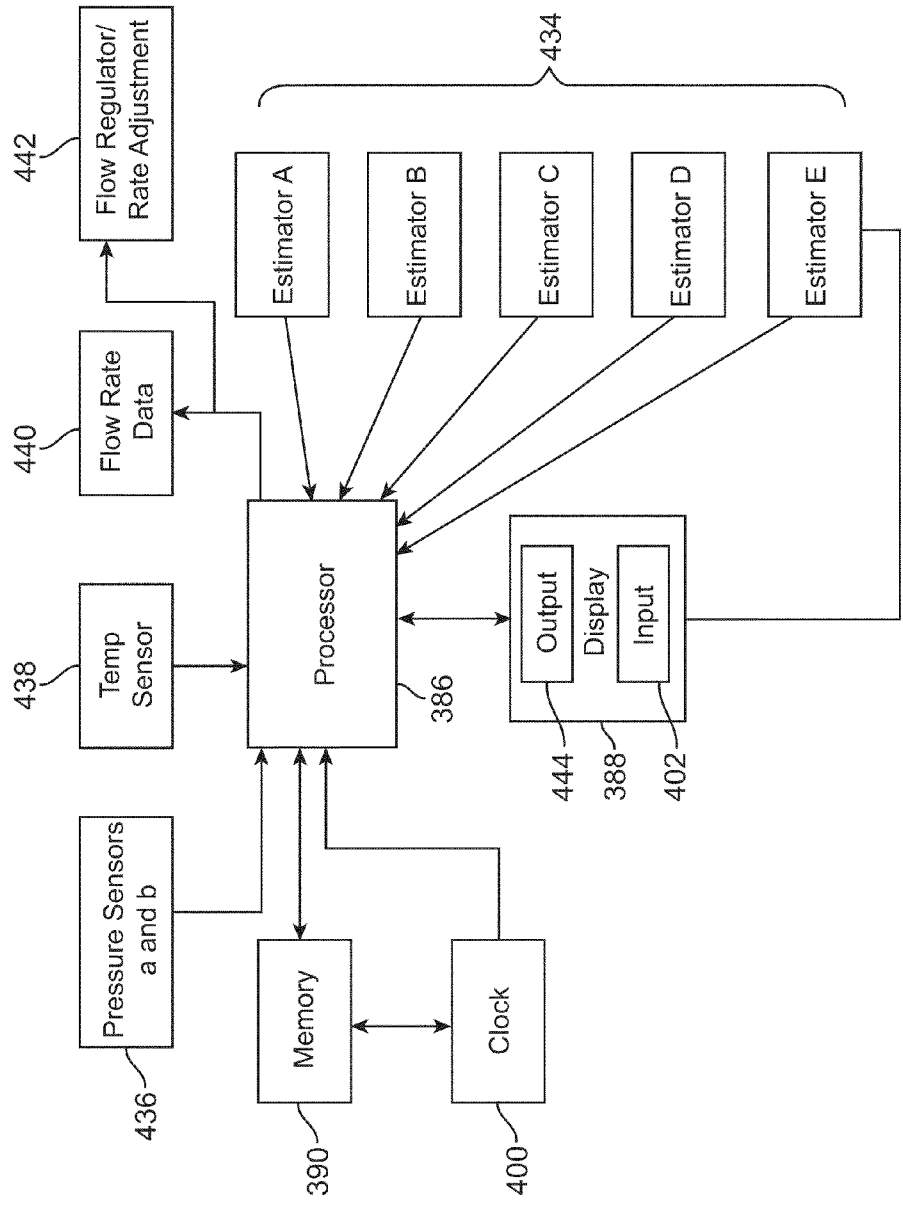 436
Pressure Sensors
a and b
438
Temp
Sensor
440
Flow Rate
Data
442
Flow Regulator/
Rate Adjustment
390
Memory
400
Clock
Processor
386
Estimator A
Estimator B
Estimator C
Estimator D
Estimator E
434
444
Output
388
Display
402
Input